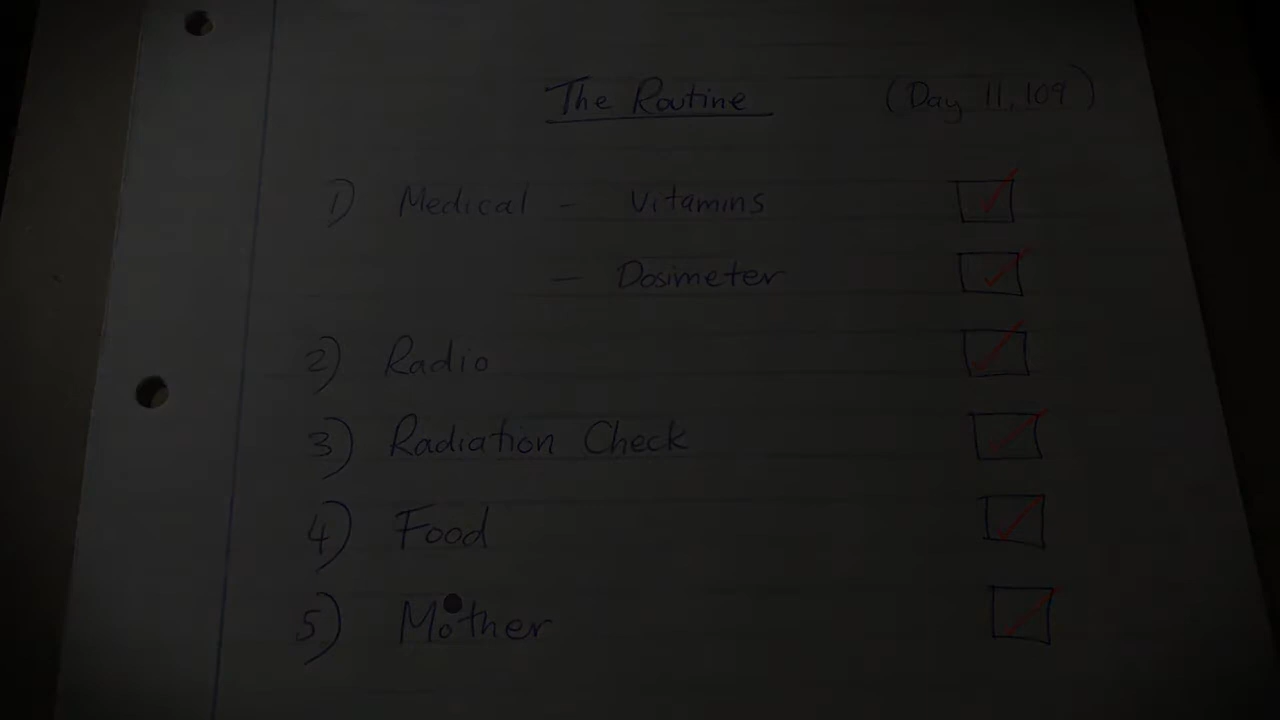 The Routine (Day 11,109)
1) Medical - Vitamins
- Dosimeter
2) Radio
3) Radiation Check
4) Food
5) Mother